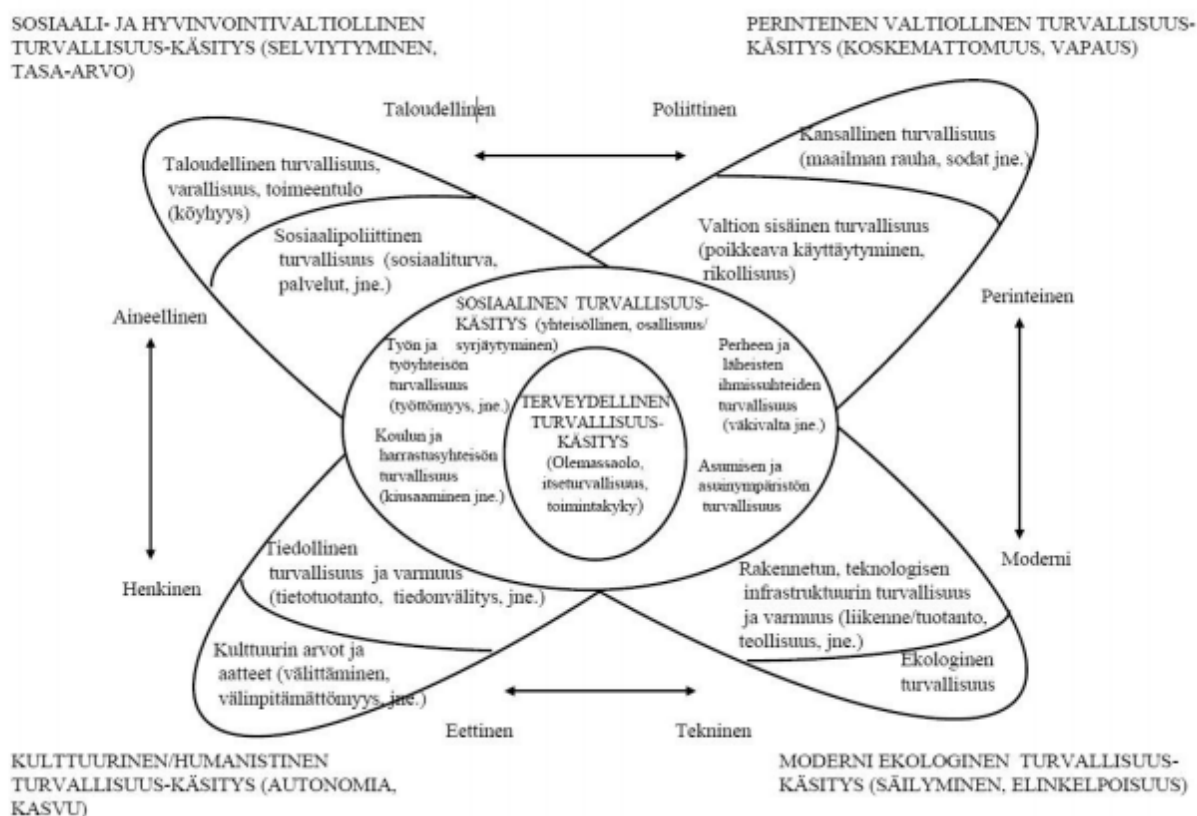 SOSIAALI- JA HYVINVOINTIVALTIOLLINEN
TURVALLISUUS-KÄSITYS (SELVIYTYMINEN,
TASA-ARVO)
PERINTEINEN VALTIOLLINEN TURVALLISUUS-
KÄSITYS (KOSKEMATTOMUUS, VAPAUS)
Taloudellinen
Poliittinen
Taloudellinen turvallisuus,
varallisuus, toimeentulo
(köyhyys)
Sosiaalipoliittinen
turvallisuus (sosiaaliturva,
palvelut, jne.)
Kansallinen turvallisuus
(maailman rauha, sodat jne.)
Valtion sisäinen turvallisuus
(poikkeava käyttäytyminen,
rikollisuus)
Aineellinen
Henkinen
Perinteinen
Moderni
SOSIAALINEN TURVALLISUUS-
KÄSITYS (yhteisöllinen, osallisuus/
syrjäytyminen)
Työn ja
työyhteisön
turvallisuus
(työttömyys, jne.)
Koulun ja
harrastusyhteisön
turvallisuus
(kiusaaminen jne.)
TERVEYDELLINEN
TURVALLISUUS-
KÄSITYS
(Olemassaolo,
itseturvallisuus,
toimintakyky)
Perheen ja
läheisten
ihmissuhteiden
turvallisuus
(väkivalta jne.)
Asumisen ja
asuinympäristön
turvallisuus
Tiedollinen
turvallisuus ja varmuus
(tietotuotanto, tiedonvälitys, jne.)
Kulttuurin arvot ja
aatteet (välittäminen,
välinpitämättömyys, jne.)
Rakennetun, teknologisen
infrastruktuurin turvallisuus
ja varmuus (liikenne/tuotanto,
teollisuus, jne.)
Ekologinen
turvallisuus
Eettinen
Tekninen
KULTTUURINEN/HUMANISTINEN
TURVALLISUUS-KÄSITYS (AUTONOMIA,
KASVU)
MODERNI EKOLOGINEN TURVALLISUUS-
KÄSITYS (SÄILYMINEN, ELINKELPOISUUS)